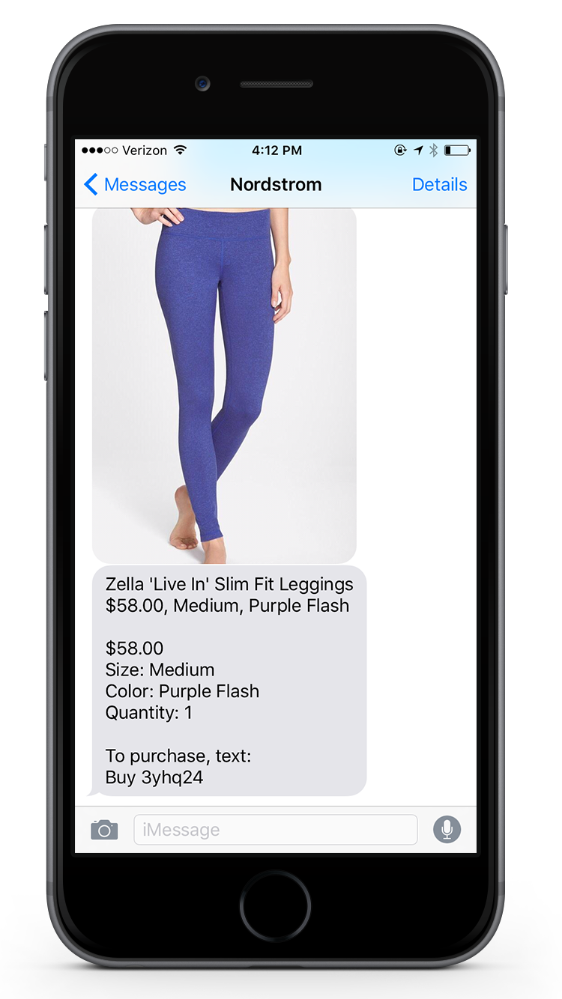 Verizon 4:12 PM
Messages Nordstrom Details
Zella 'Live In' Slim Fit Leggings
$58.00, Medium, Purple Flash
$58.00
Size: Medium
Color: Purple Flash
Quantity: 1
To purchase, text:
Buy 3yhq24
iMessage